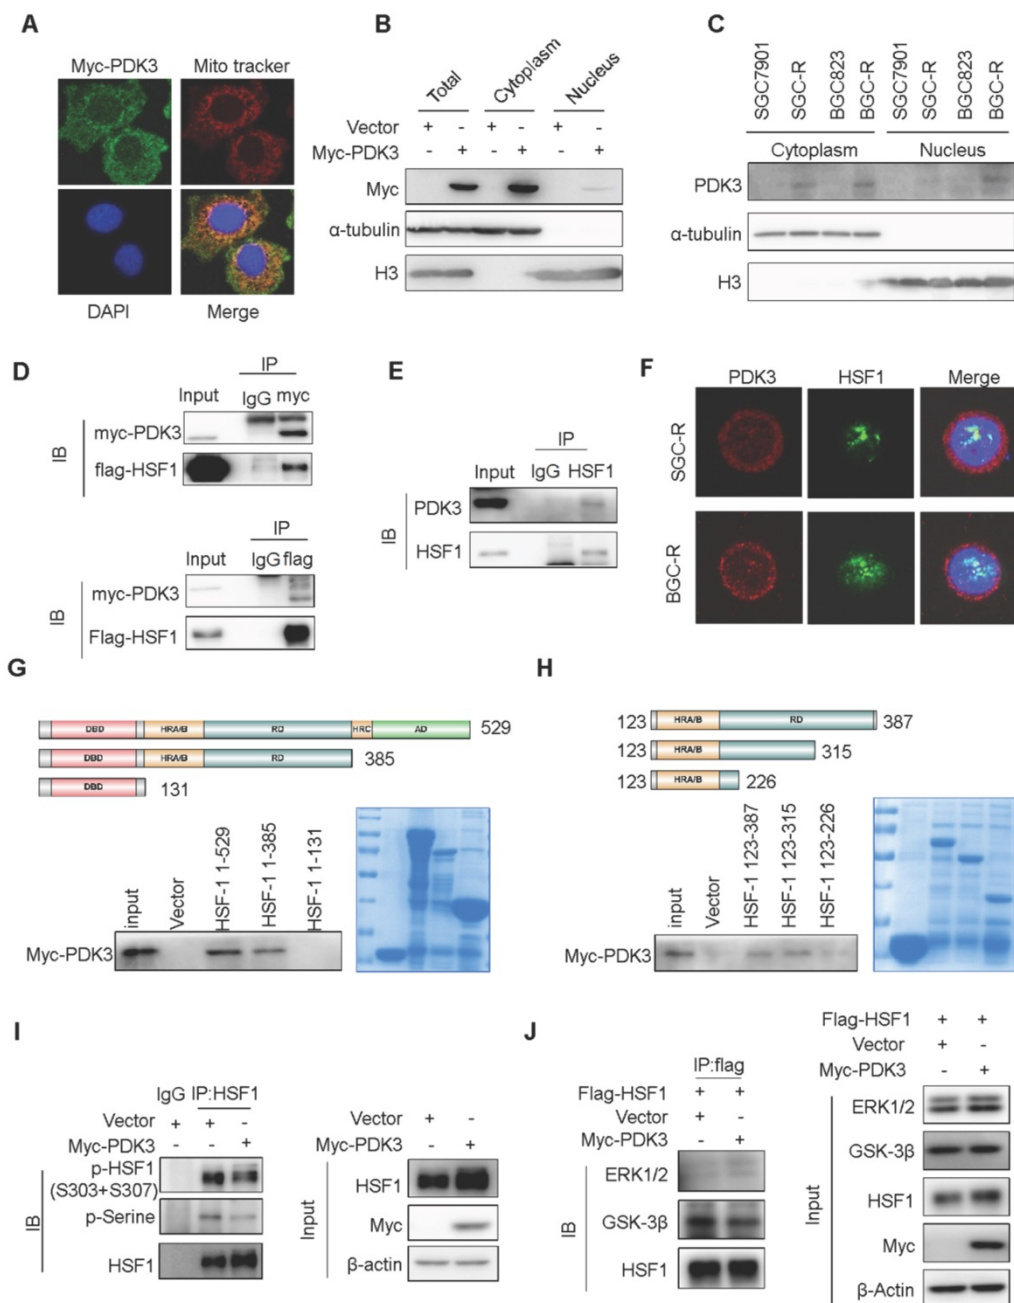 A
Myc-PDK3 Mito tracker
DAPI Merge
B
Total Cytoplasm Nucleus
Vector + - + - + -
Myc-PDK3 - + - + - +
Myc
α-tubulin
H3
C
SGC7901 SGC-R BGC823 BGC-R SGC7901 SGC-R BGC823 BGC-R
Cytoplasm Nucleus
PDK3
α-tubulin
H3
D
IP
Input IgG myc
IB
myc-PDK3
flag-HSF1
IP
Input IgG flag
IB
myc-PDK3
Flag-HSF1
E
IP
Input IgG HSF1
IB
PDK3
HSF1
F
PDK3 HSF1 Merge
SGC-R
BGC-R
G
DBD HRA/B RD HRC AD 529
DBD HRA/B RD 385
DBD 131
input Vector HSF-1 1-529 HSF-1 1-385 HSF-1 1-131
Myc-PDK3
H
123 HRA/B RD 387
123 HRA/B 315
123 HRA/B 226
input Vector HSF-1 123-387 HSF-1 123-315 HSF-1 123-226
Myc-PDK3
I
IgG IP:HSF1
Vector + + -
Myc-PDK3 - - +
IB
p-HSF1
(S303+S307)
p-Serine
HSF1
Vector + -
Myc-PDK3 - +
Input
HSF1
Myc
β-actin
J
IP:flag
Flag-HSF1 + +
Vector + -
Myc-PDK3 - +
IB
ERK1/2
GSK-3β
HSF1
Flag-HSF1 + +
Vector + -
Myc-PDK3 - +
Input
ERK1/2
GSK-3β
HSF1
Myc
β-Actin